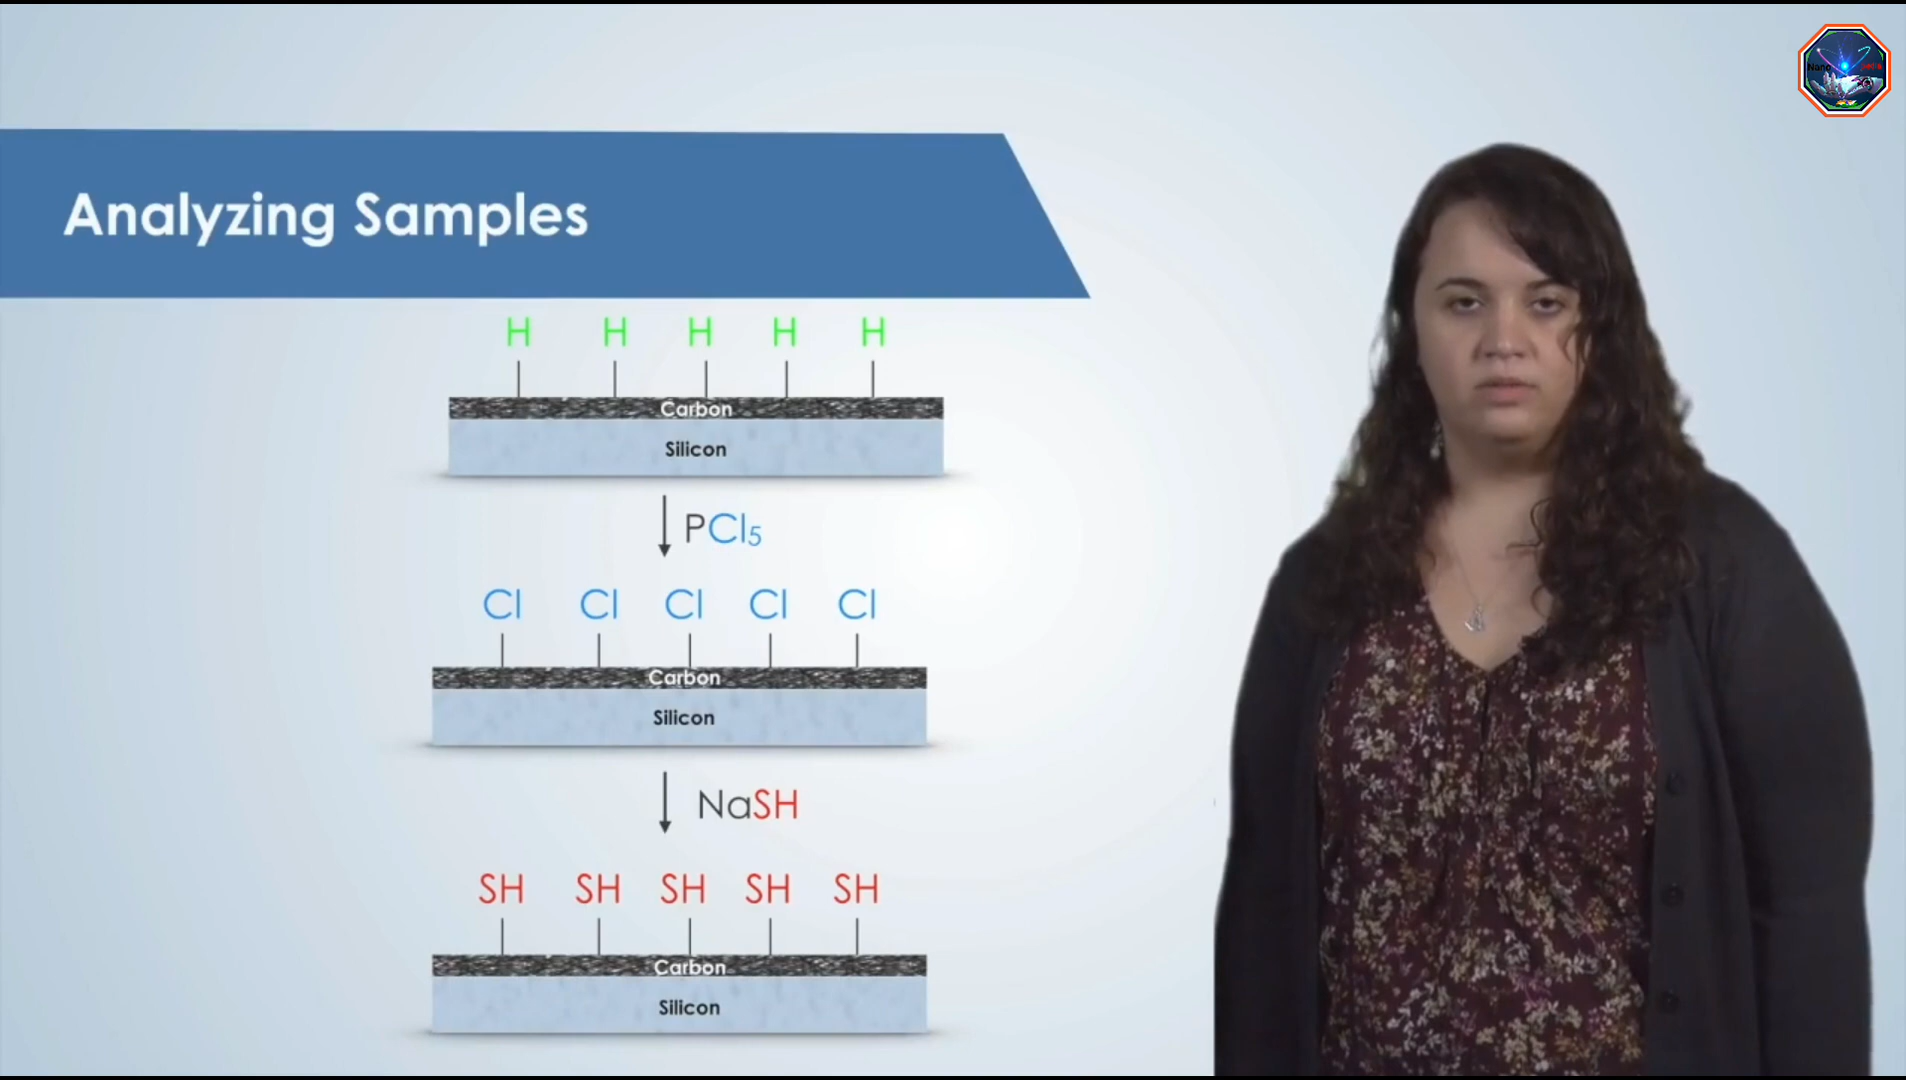 Analyzing Samples
H H H H H
Carbon
Silicon
PCl₅
Cl Cl Cl Cl Cl
Carbon
Silicon
NaSH
SH SH SH SH SH
Carbon
Silicon
Nano